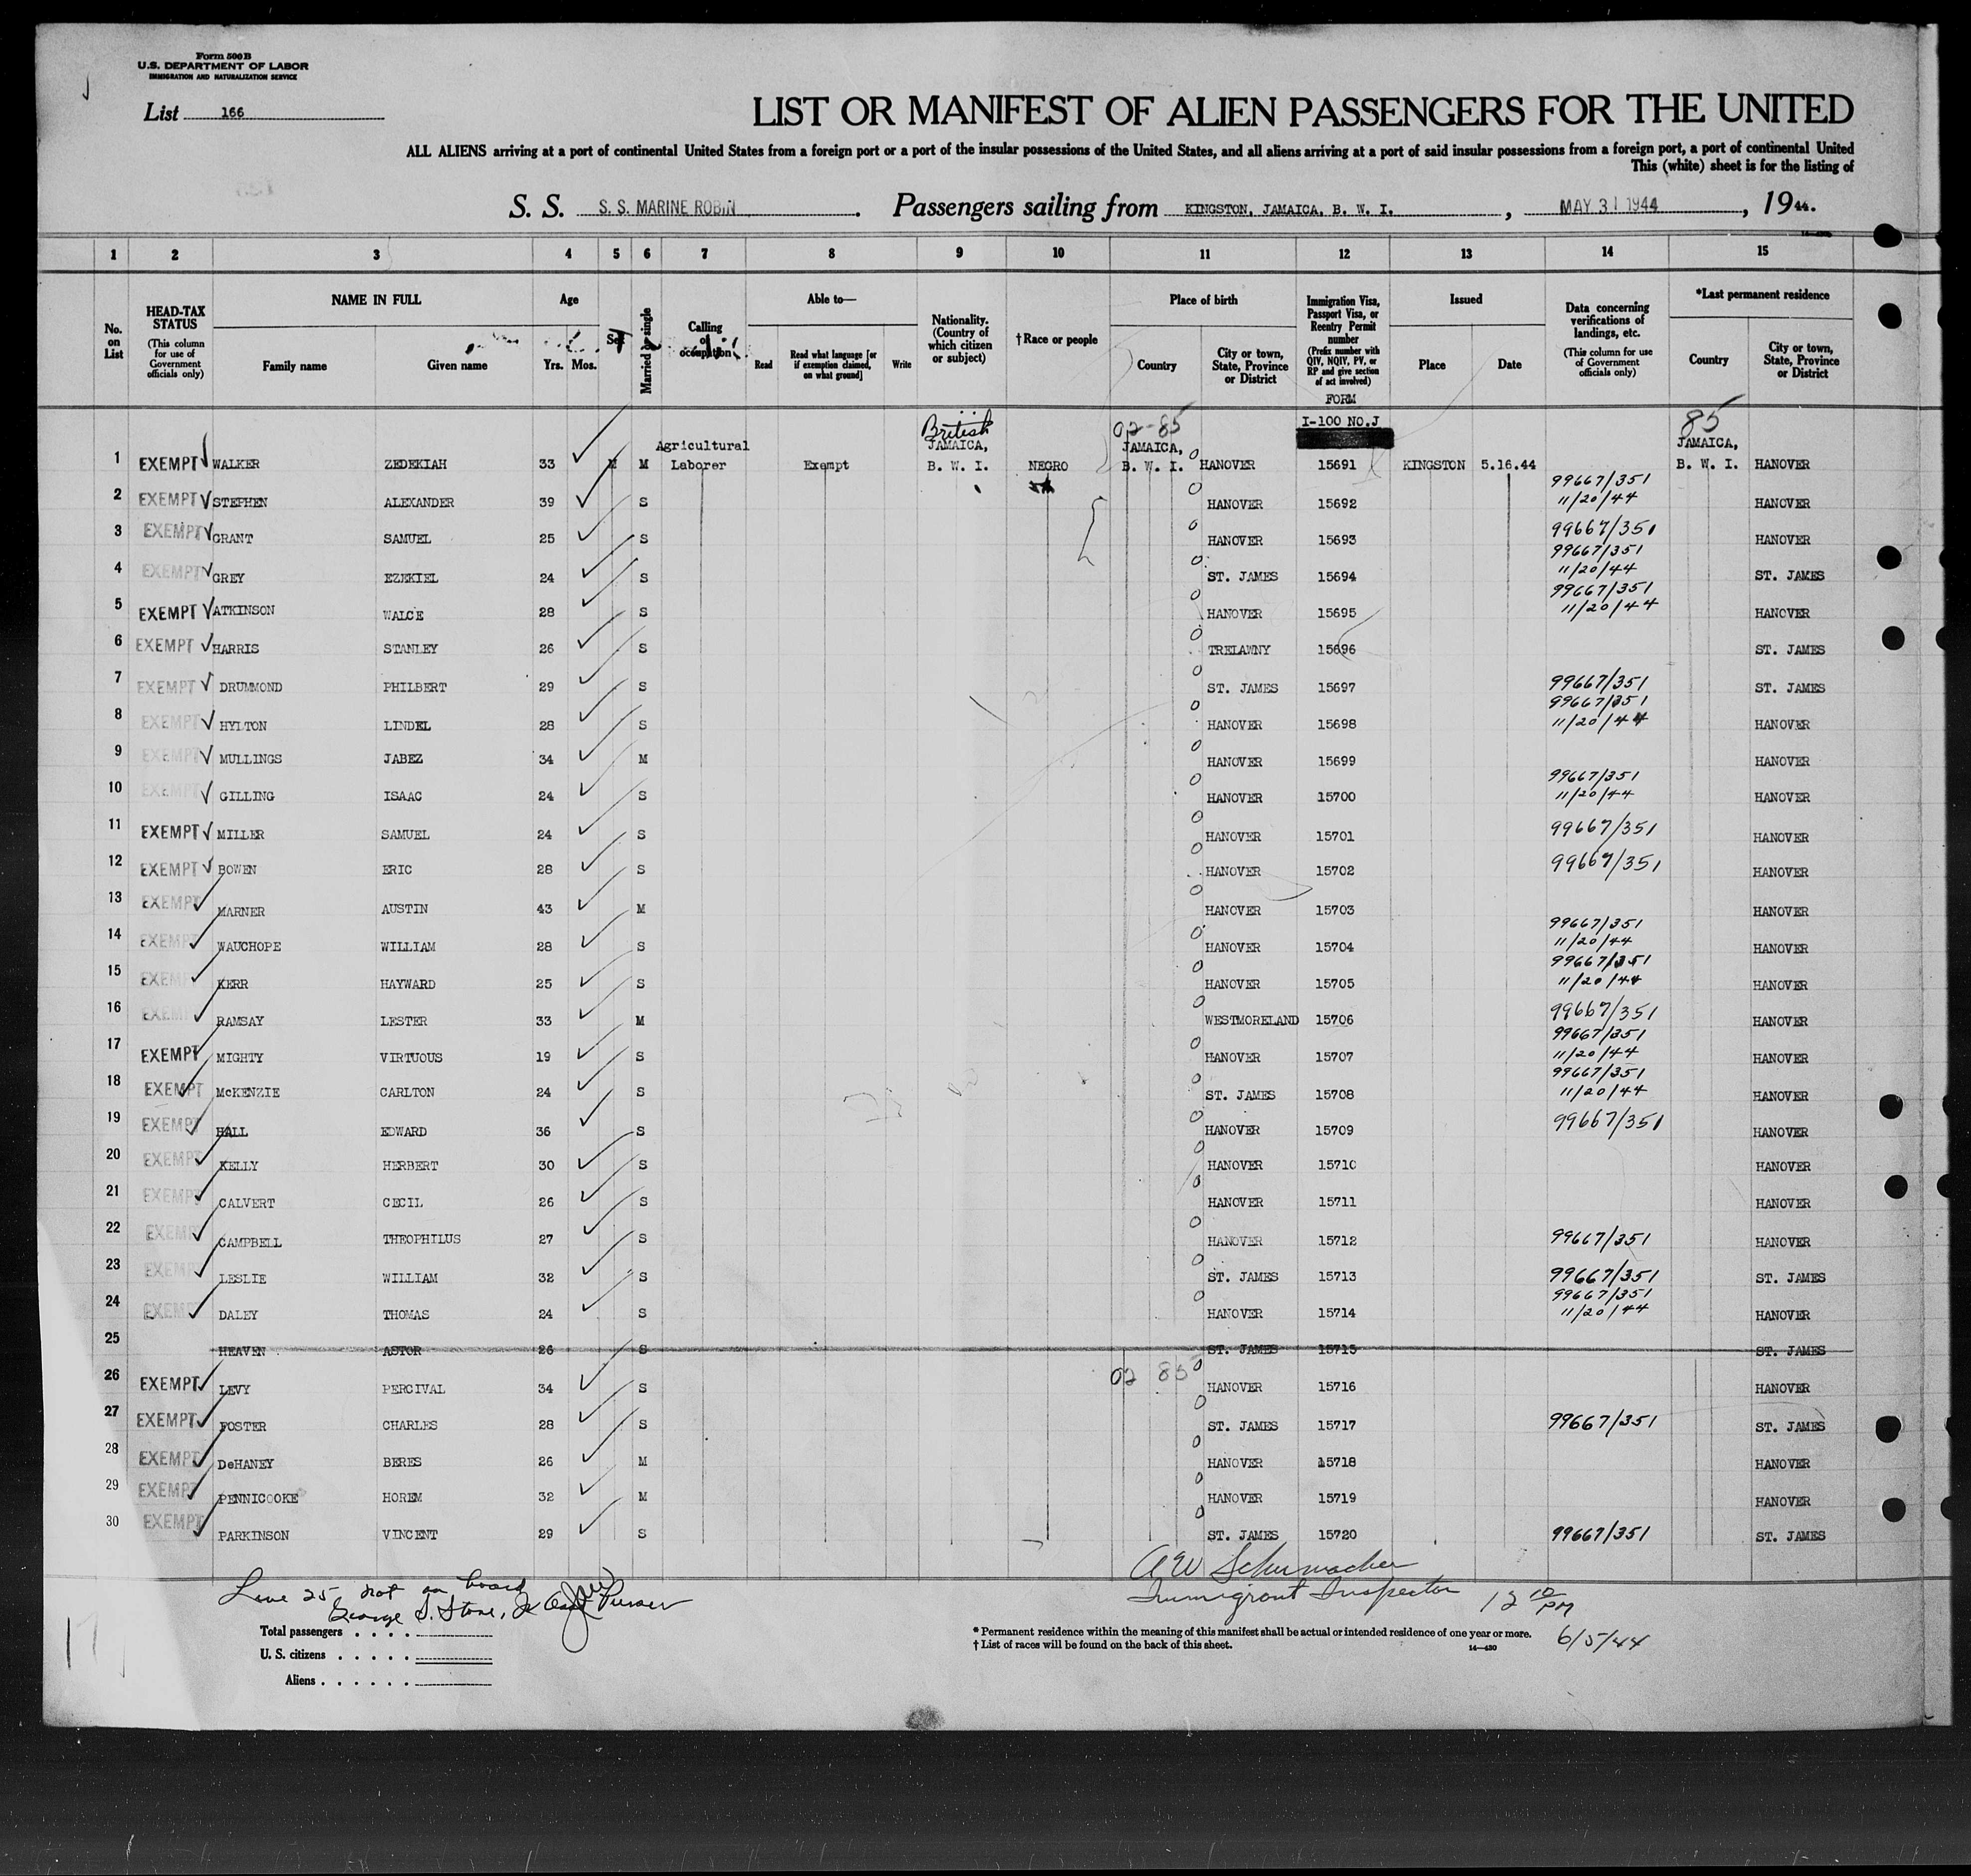 Form 500 B
U.S. DEPARTMENT OF LABOR
IMMIGRATION AND NATURALIZATION SERVICE
List 166
LIST OR MANIFEST OF ALIEN PASSENGERS FOR THE UNITED
ALL ALIENS arriving at a port of continental United States from a foreign port or a port of the insular possessions of the United States, and all aliens arriving at a port of said insular possessions from a foreign port, a port of continental United
This (white) sheet is for the listing of
S. S. S. S. MARINE ROBIN. Passengers sailing from KINGSTON, JAMAICA, B. W. I., MAY 31 1944, 1944.
1 2 3 4 5 6 7 8 9 10 11 12 13 14 15
No. on List
HEAD-TAX STATUS (This column for use of Government officials only)
NAME IN FULL Family name Given name
Age Yrs. Mos.
Sex
Married or single
Calling or occupation
Able to— Read Read what language [or if exemption claimed, on what ground] Write
Nationality. (Country of which citizen or subject)
† Race or people
Place of birth Country City or town, State, Province or District
Immigration Visa, Passport Visa, or Reentry Permit number (Prefix number with QIV, NQIV, PV, or RP and give section of act involved)
FORM I-100 NO.J
Issued Place Date
Data concerning verifications of landings, etc. (This column for use of Government officials only)
*Last permanent residence Country City or town, State, Province or District
British 02-85 85
1 EXEMPT WALKER ZEDEKIAH 33 M M Agricultural Laborer Exempt JAMAICA, B. W. I. NEGRO JAMAICA, B. W. I. HANOVER 15691 KINGSTON 5.16.44 JAMAICA, B. W. I. HANOVER
2 EXEMPT STEPHEN ALEXANDER 39 S HANOVER 15692 99667/351 11/20/44 HANOVER
3 EXEMPT GRANT SAMUEL 25 S HANOVER 15693 99667/351 HANOVER
4 EXEMPT GREY EZEKIEL 24 S ST. JAMES 15694 99667/351 11/20/44 ST. JAMES
5 EXEMPT ATKINSON WALCE 28 S HANOVER 15695 99667/351 11/20/44 HANOVER
6 EXEMPT HARRIS STANLEY 26 S TRELAWNY 15696 ST. JAMES
7 EXEMPT DRUMMOND PHILBERT 29 S ST. JAMES 15697 99667/351 ST. JAMES
8 EXEMPT HYLTON LINDEL 28 S HANOVER 15698 99667/351 11/20/44 HANOVER
9 EXEMPT MULLINGS JABEZ 34 M HANOVER 15699 HANOVER
10 EXEMPT GILLING ISAAC 24 S HANOVER 15700 99667/351 11/20/44 HANOVER
11 EXEMPT MILLER SAMUEL 24 S HANOVER 15701 99667/351 HANOVER
12 EXEMPT BOWEN ERIC 28 S HANOVER 15702 99667/351 HANOVER
13 EXEMPT MARNER AUSTIN 43 M HANOVER 15703 HANOVER
14 EXEMPT WAUCHOPE WILLIAM 28 S HANOVER 15704 99667/351 11/20/44 HANOVER
15 EXEMPT KERR HAYWARD 25 S HANOVER 15705 99667/351 11/20/44 HANOVER
16 EXEMPT RAMSAY LESTER 33 M WESTMORELAND 15706 99667/351 HANOVER
17 EXEMPT MIGHTY VIRTUOUS 19 S HANOVER 15707 99667/351 11/20/44 HANOVER
18 EXEMPT McKENZIE CARLTON 24 S ST. JAMES 15708 99667/351 11/20/44 HANOVER
19 EXEMPT HALL EDWARD 36 S HANOVER 15709 99667/351 HANOVER
20 EXEMPT KELLY HERBERT 30 S HANOVER 15710 HANOVER
21 EXEMPT CALVERT CECIL 26 S HANOVER 15711 HANOVER
22 EXEMPT CAMPBELL THEOPHILUS 27 S HANOVER 15712 99667/351 HANOVER
23 EXEMPT LESLIE WILLIAM 32 S ST. JAMES 15713 99667/351 ST. JAMES
24 EXEMPT DALEY THOMAS 24 S HANOVER 15714 99667/351 11/20/44 HANOVER
25 HEAVEN ASTOR 26 S ST. JAMES 15715 ST. JAMES
02 85
26 EXEMPT LEVY PERCIVAL 34 S HANOVER 15716 HANOVER
27 EXEMPT FOSTER CHARLES 28 S ST. JAMES 15717 99667/351 ST. JAMES
28 EXEMPT DeHANEY BERES 26 M HANOVER 15718 HANOVER
29 EXEMPT PENNICOOKE HOREM 32 M HANOVER 15719 HANOVER
30 EXEMPT PARKINSON VINCENT 29 S ST. JAMES 15720 99667/351 ST. JAMES
Line 25 not on board
George S. Stone, Jr Purser
A W Schumacher
Immigrant Inspector 12 10 PM
6/5/44
Total passengers
U. S. citizens
Aliens
* Permanent residence within the meaning of this manifest shall be actual or intended residence of one year or more.
† List of races will be found on the back of this sheet.
14—430